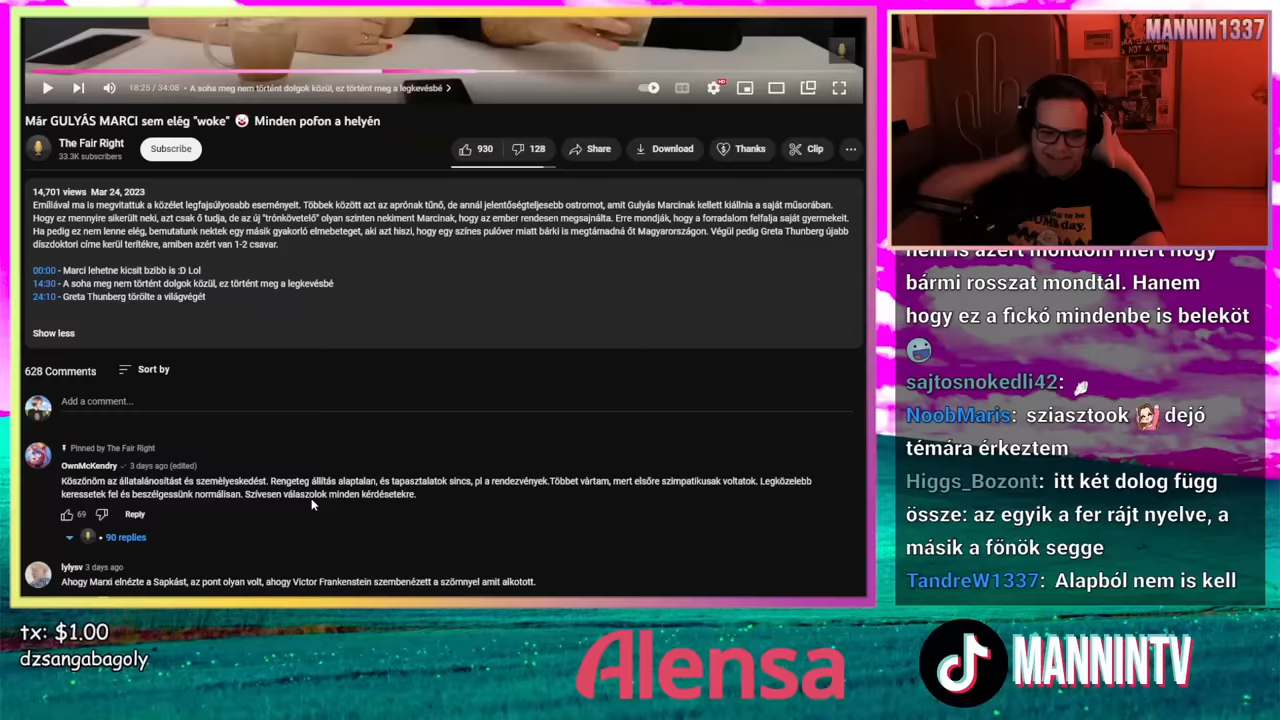 18:25 / 34:08 • A soha meg nem történt dolgok közül, ez történt meg a legkevésbé
HD
Már GULYÁS MARCI sem elég "woke" 🤡 Minden pofon a helyén
The Fair Right
33.3K subscribers
Subscribe
930
128
Share
Download
Thanks
Clip
14,701 views Mar 24, 2023
Emíliával ma is megvitattuk a közélet legfajsúlyosabb eseményeit. Többek között azt az aprónak tűnő, de annál jelentőségteljesebb ostromot, amit Gulyás Marcinak kellett kiállnia a saját műsorában.
Hogy ez mennyire sikerült neki, azt csak ő tudja, de az új "trónkövetelő" olyan szinten nekiment Marcinak, hogy az ember rendesen megsajnálta. Erre mondják, hogy a forradalom felfalja saját gyermekeit.
Ha pedig ez nem lenne elég, bemutatunk nektek egy másik gyakorló elmebeteget, aki azt hiszi, hogy egy színes pulóver miatt bárki is megtámadná őt Magyarországon. Végül pedig Greta Thunberg újabb
díszdoktori címe kerül terítékre, amiben azért van 1-2 csavar.
00:00 - Marci lehetne kicsit bzibb is :D Lol
14:30 - A soha meg nem történt dolgok közül, ez történt meg a legkevésbé
24:10 - Greta Thunberg törölte a világvégét
Show less
628 Comments
Sort by
Add a comment...
Pinned by The Fair Right
OwnMcKendry 3 days ago (edited)
Köszönöm az általánosítást és személyeskedést. Rengeteg állítás alaptalan, és tapasztalatok sincs, pl a rendezvények.Többet vártam, mert elsőre szimpatikusak voltatok. Legközelebb
keressetek fel és beszélgessünk normálisan. Szívesen válaszolok minden kérdésetekre.
69
Reply
90 replies
lylysv 3 days ago
Ahogy Marxi elnézte a Sapkást, az pont olyan volt, ahogy Victor Frankenstein szembenézett a szörnnyel amit alkotott.
MANNIN1337
nem is azért mondom mert hogy
bármi rosszat mondtál. Hanem
hogy ez a fickó mindenbe is beleköt
sajtosnokedli42:
NoobMaris: sziasztook dejó
témára érkeztem
Higgs_Bozont: itt két dolog függ
össze: az egyik a fer rájt nyelve, a
másik a főnök segge
TandreW1337: Alapból nem is kell
tx: $1.00
dzsangabagoly
Alensa
MANNINTV